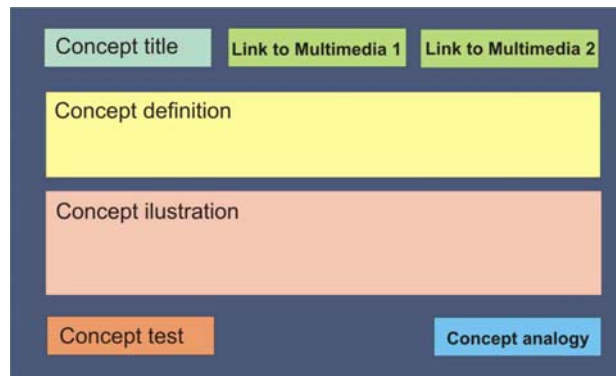 Concept title
Link to Multimedia 1
Link to Multimedia 2
Concept definition
Concept ilustration
Concept test
Concept analogy